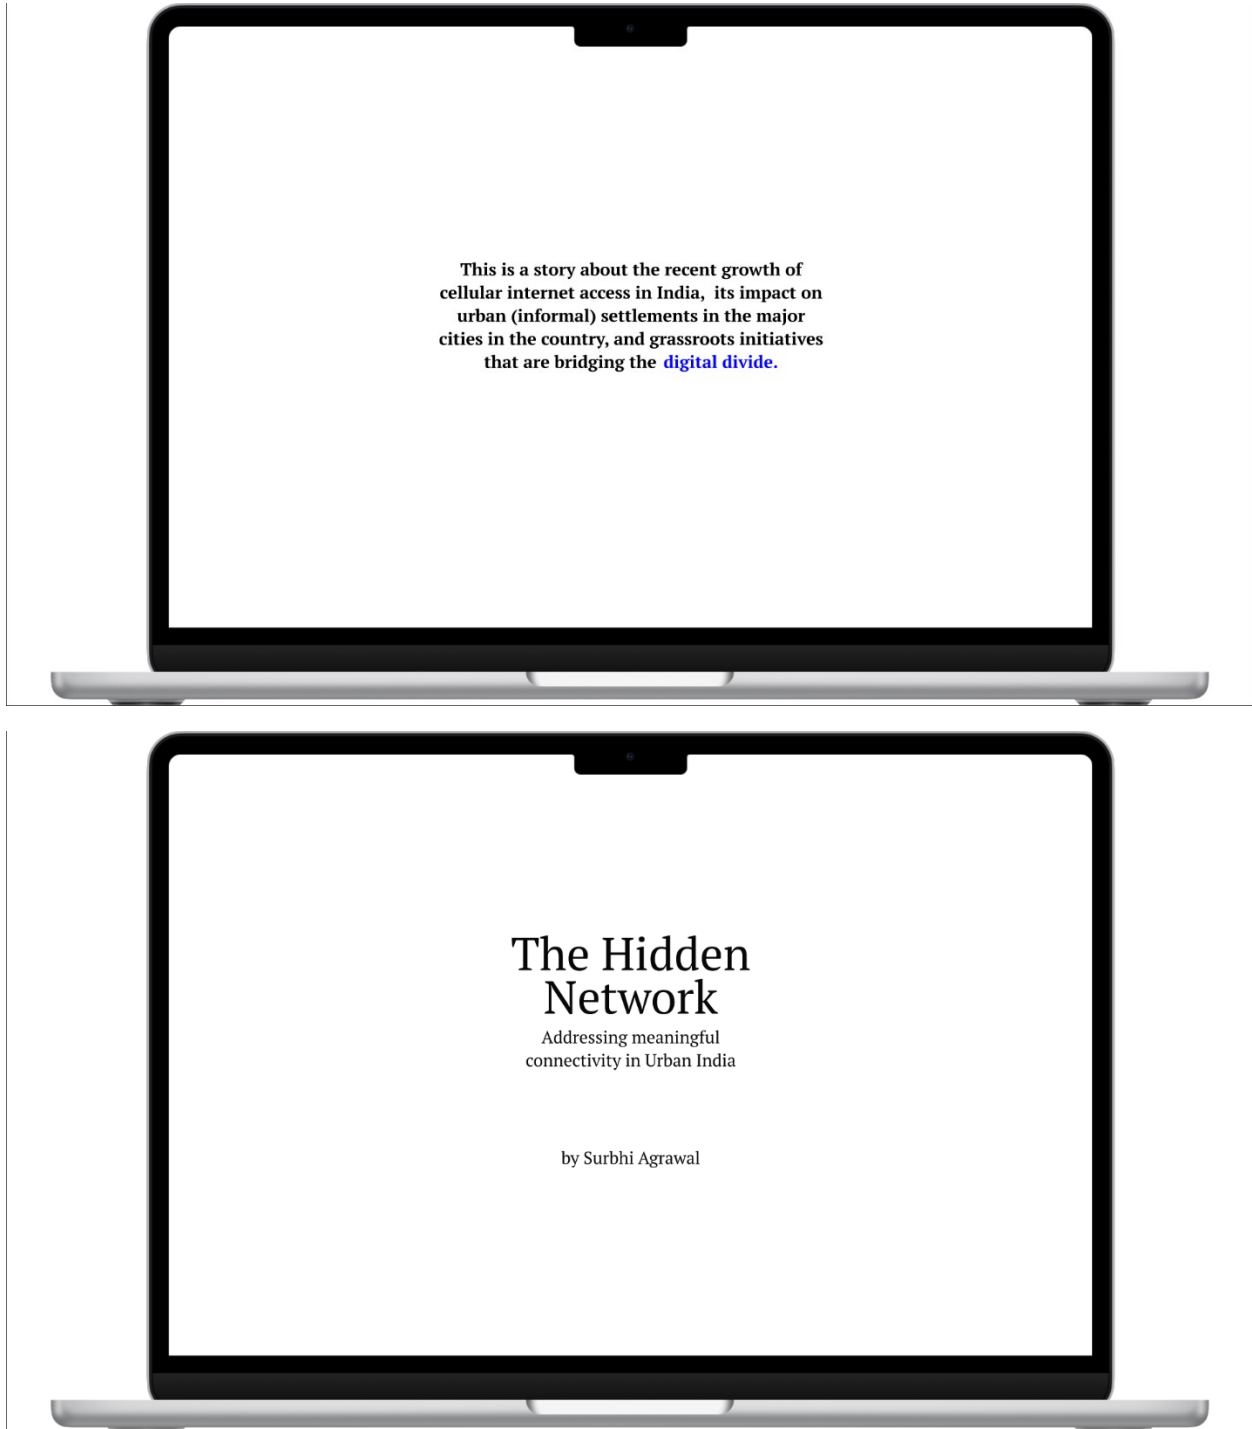 This is a story about the recent growth of
cellular internet access in India,  its impact on
urban (informal) settlements in the major
cities in the country, and grassroots initiatives
that are bridging the digital divide.
The Hidden
Network
Addressing meaningful
connectivity in Urban India
by Surbhi Agrawal